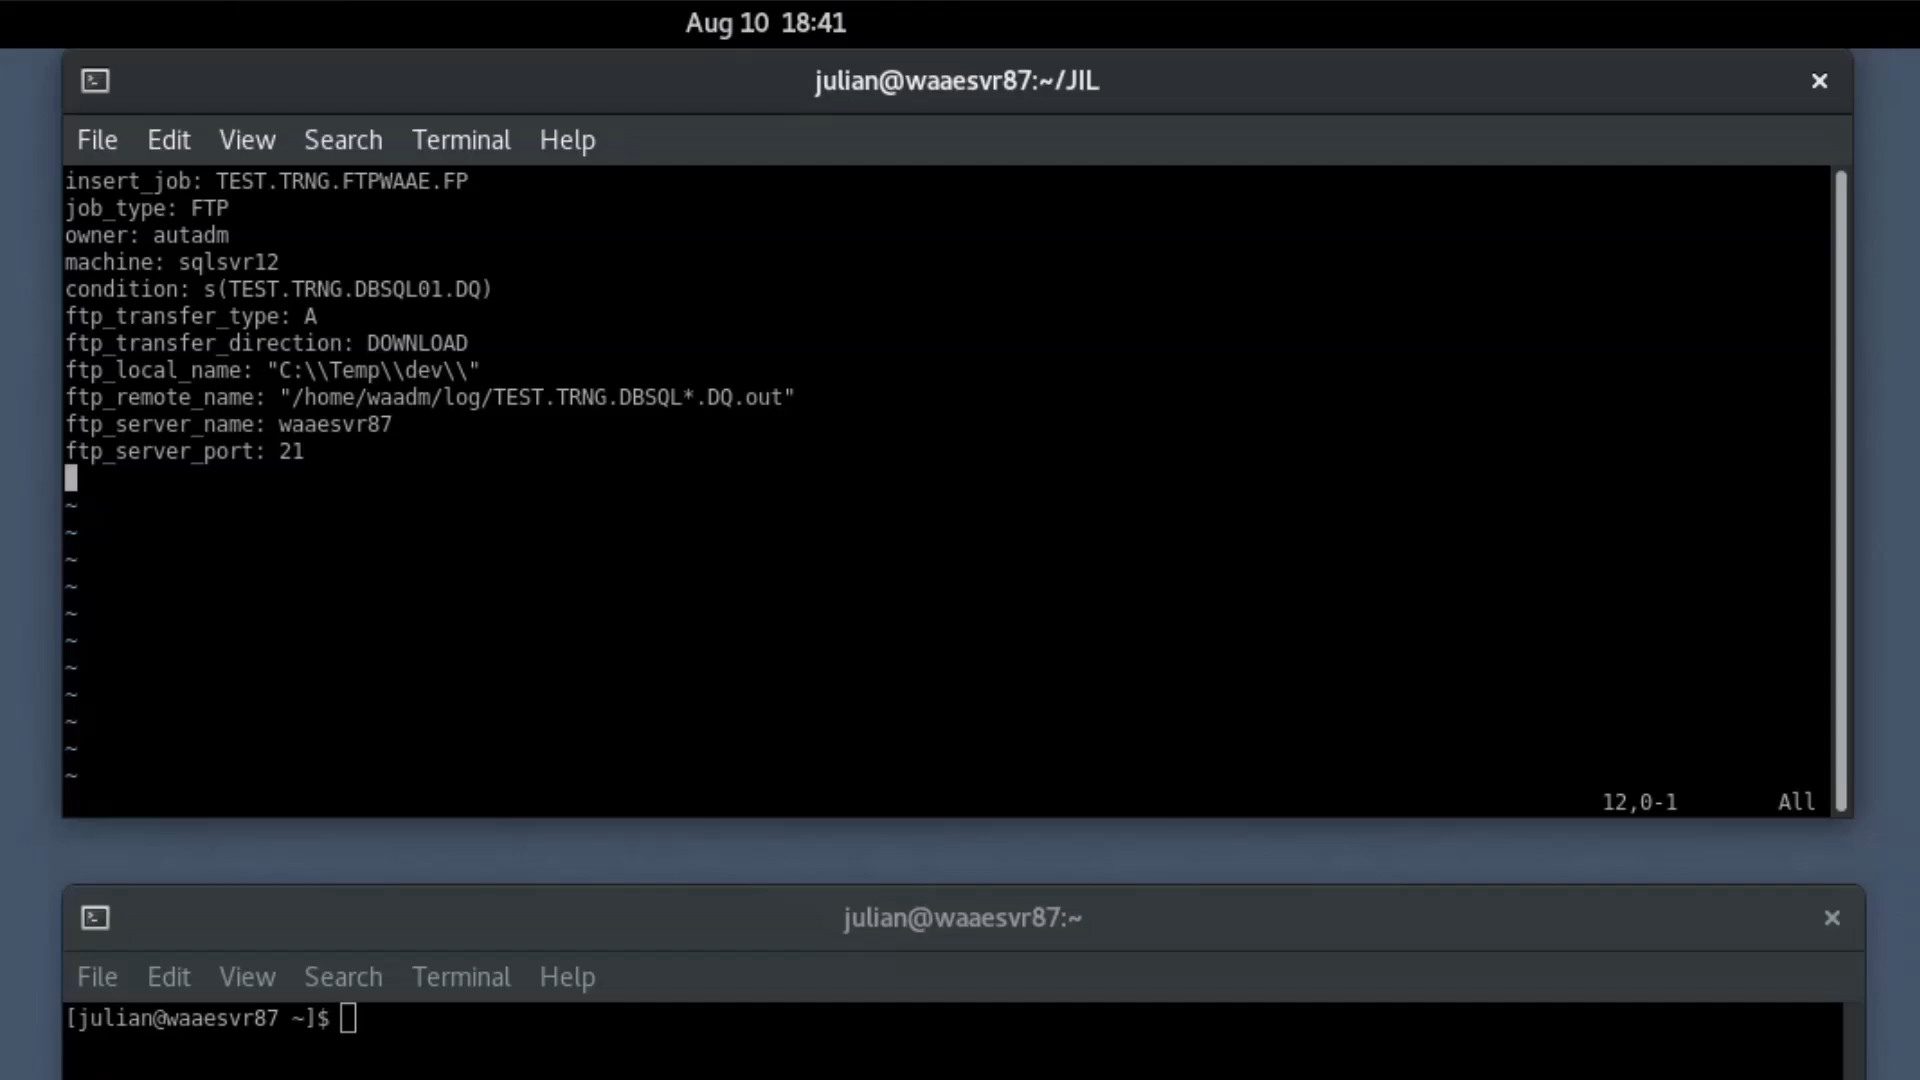 Aug 10 18:41
julian@waaesvr87:~/JIL
File Edit View Search Terminal Help
insert_job: TEST.TRNG.FTPWAAE.FP
job_type: FTP
owner: autadm
machine: sqlsvr12
condition: s(TEST.TRNG.DBSQL01.DQ)
ftp_transfer_type: A
ftp_transfer_direction: DOWNLOAD
ftp_local_name: "C:\\Temp\\dev\\"
ftp_remote_name: "/home/waadm/log/TEST.TRNG.DBSQL*.DQ.out"
ftp_server_name: waaesvr87
ftp_server_port: 21
~
~
~
~
~
~
~
~
~
~
~
12,0-1 All
julian@waaesvr87:~
File Edit View Search Terminal Help
[julian@waaesvr87 ~]$